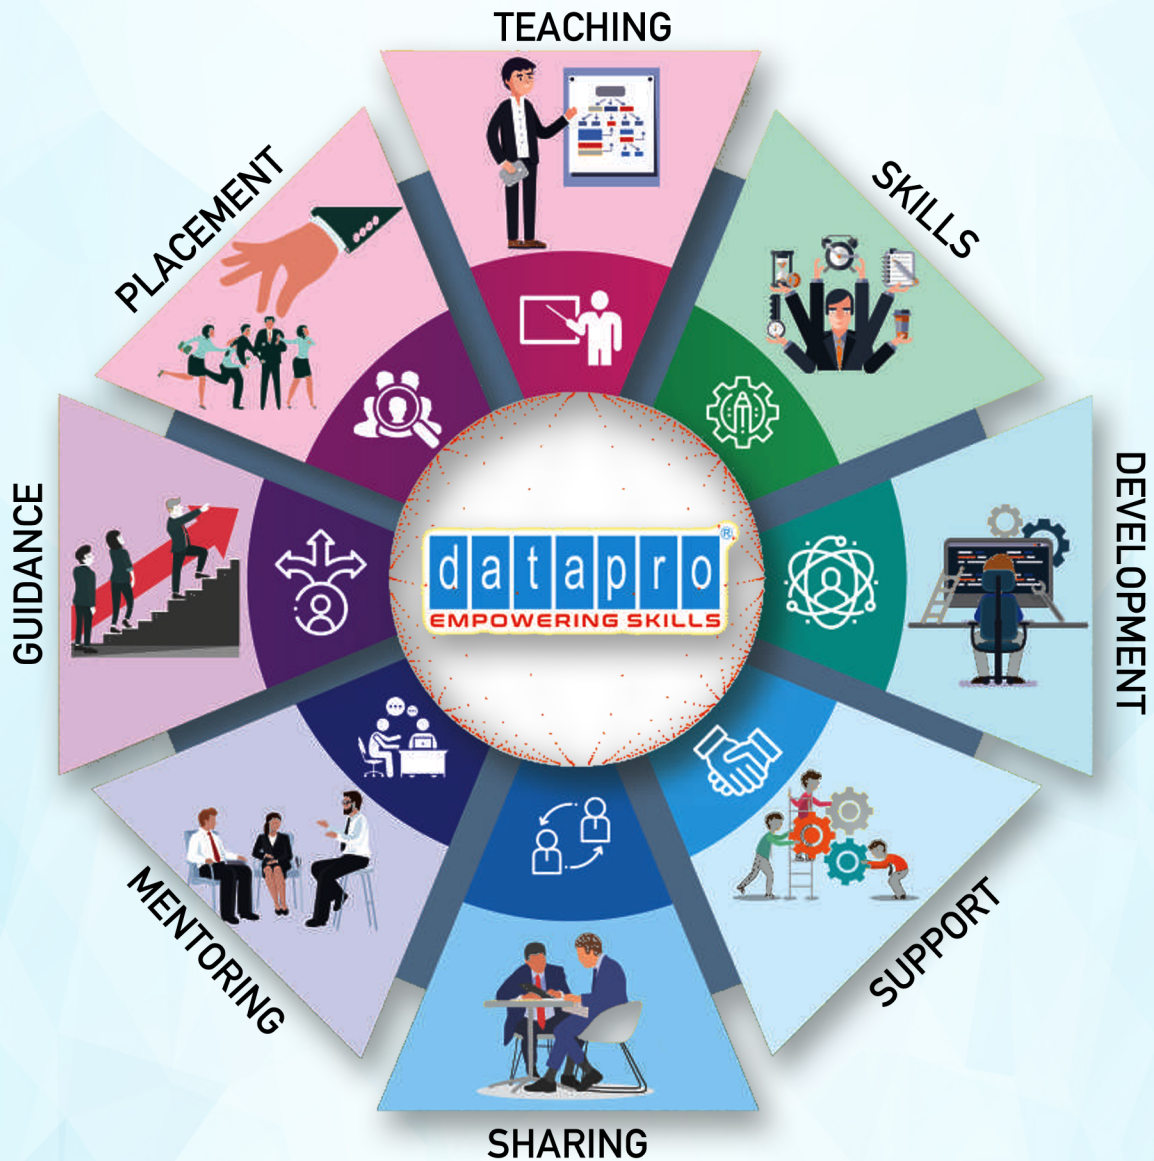 TEACHING
SKILLS
DEVELOPMENT
SUPPORT
SHARING
MENTORING
GUIDANCE
PLACEMENT
datapro®
EMPOWERING SKILLS